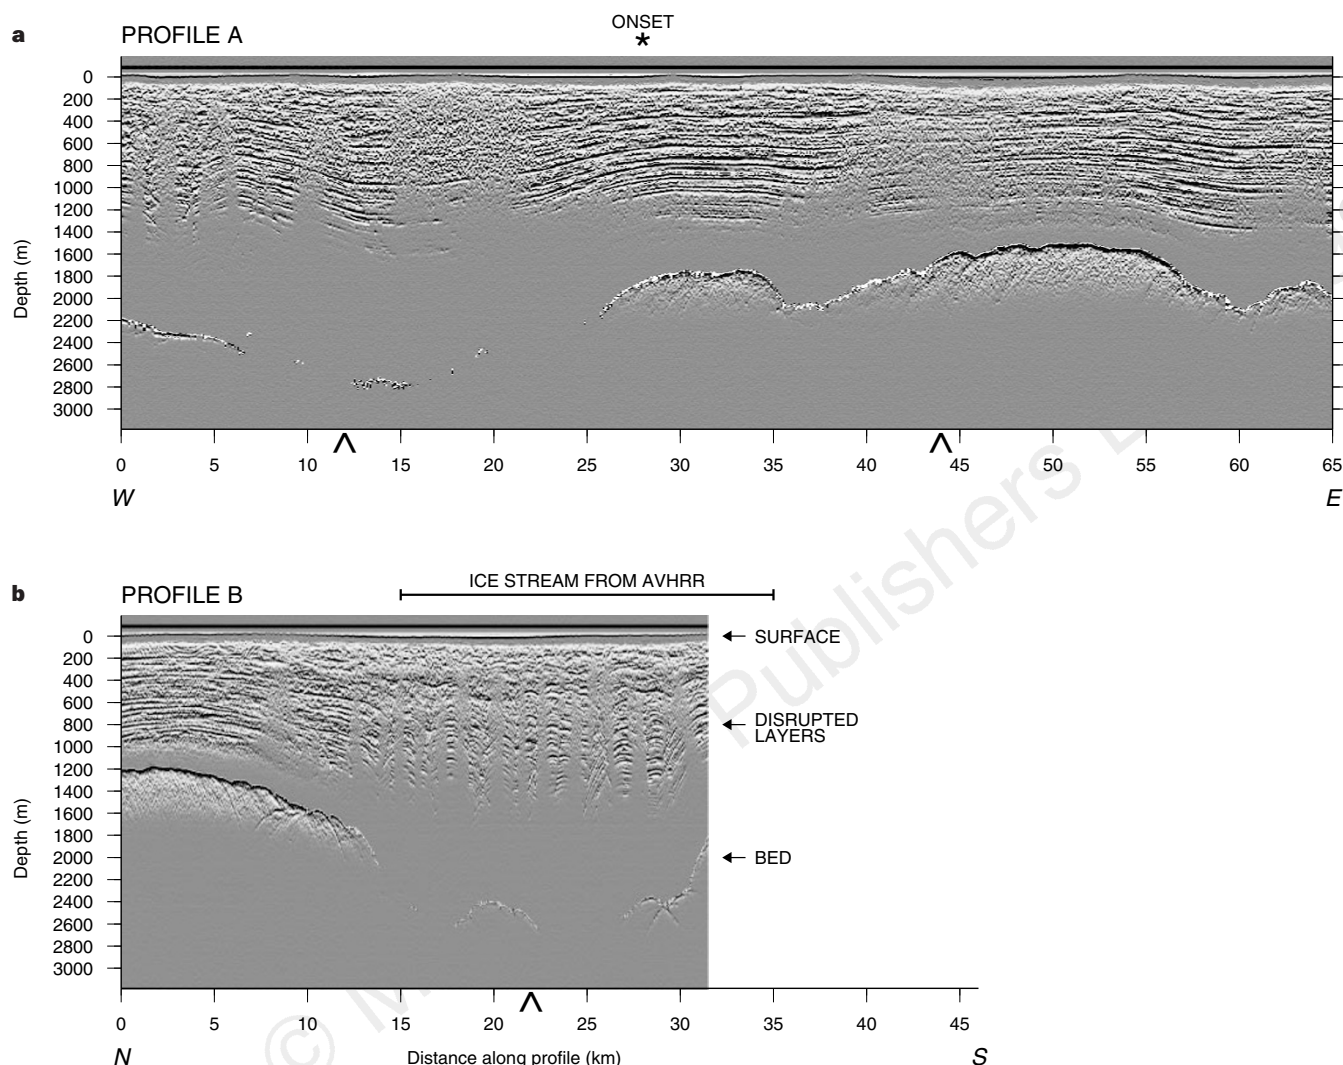 a
PROFILE A
ONSET
*
0
200
400
600
800
1000
1200
1400
1600
1800
2000
2200
2400
2600
2800
3000
Depth (m)
0 5 10 15 20 25 30 35 40 45 50 55 60 65
W E
b
PROFILE B
ICE STREAM FROM AVHRR
0
200
400
600
800
1000
1200
1400
1600
1800
2000
2200
2400
2600
2800
3000
Depth (m)
SURFACE
DISRUPTED
LAYERS
BED
0 5 10 15 20 25 30 35 40 45
N Distance along profile (km) S
© M
Publishers L